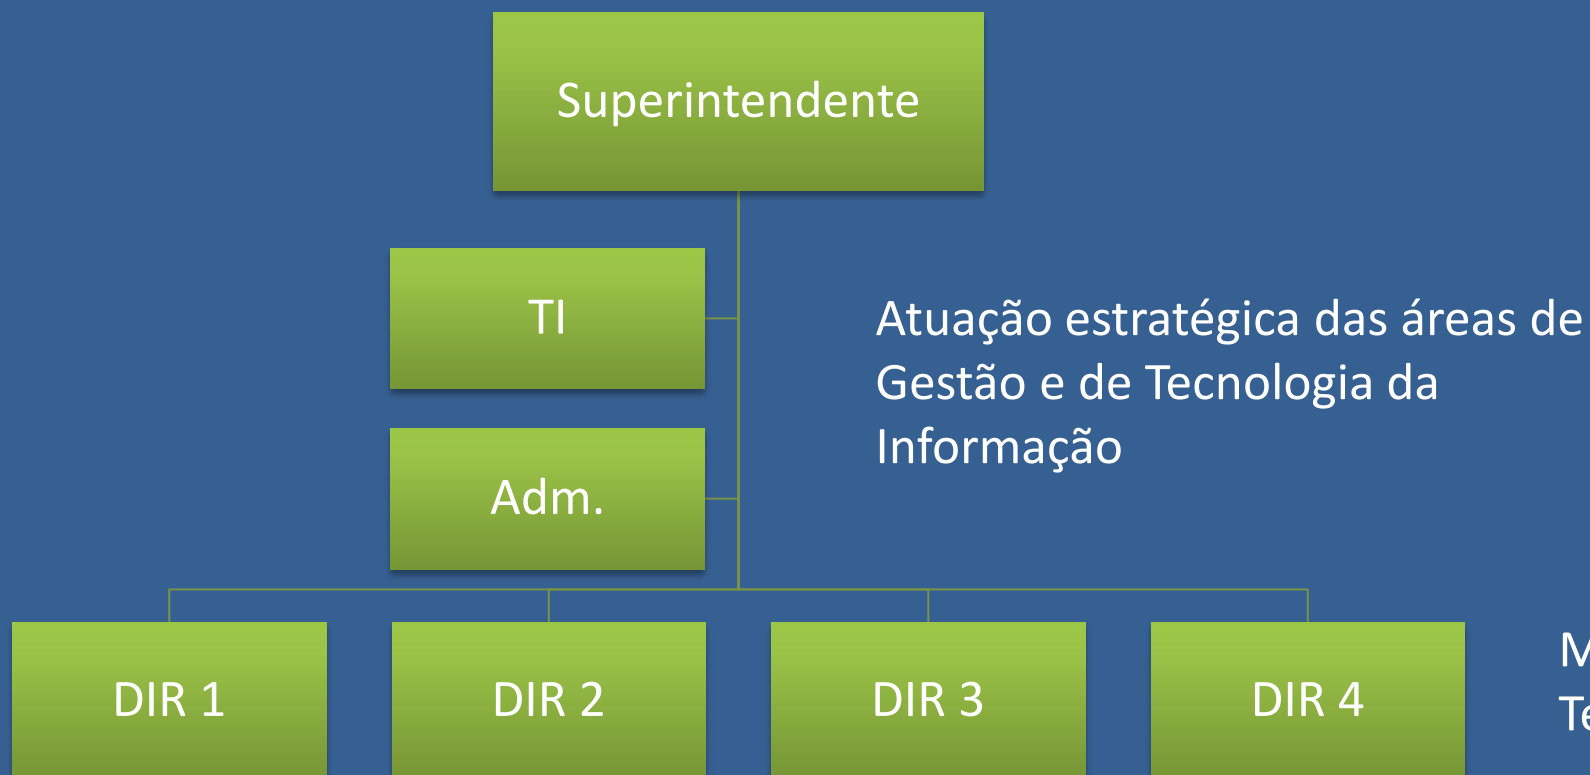 Superintendente
TI
Atuação estratégica das áreas de
Gestão e de Tecnologia da
Informação
Adm.
DIR 1
DIR 2
DIR 3
DIR 4